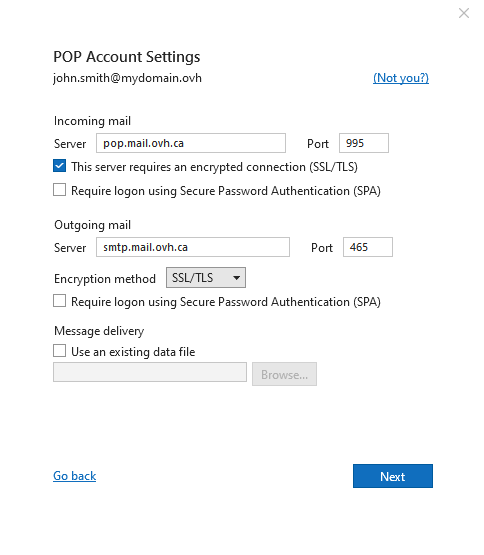 POP Account Settings
john.smith@mydomain.ovh (Not you?)
Incoming mail
Server pop.mail.ovh.ca Port 995
This server requires an encrypted connection (SSL/TLS)
Require logon using Secure Password Authentication (SPA)
Outgoing mail
Server smtp.mail.ovh.ca Port 465
Encryption method SSL/TLS
Require logon using Secure Password Authentication (SPA)
Message delivery
Use an existing data file
Browse...
Go back Next